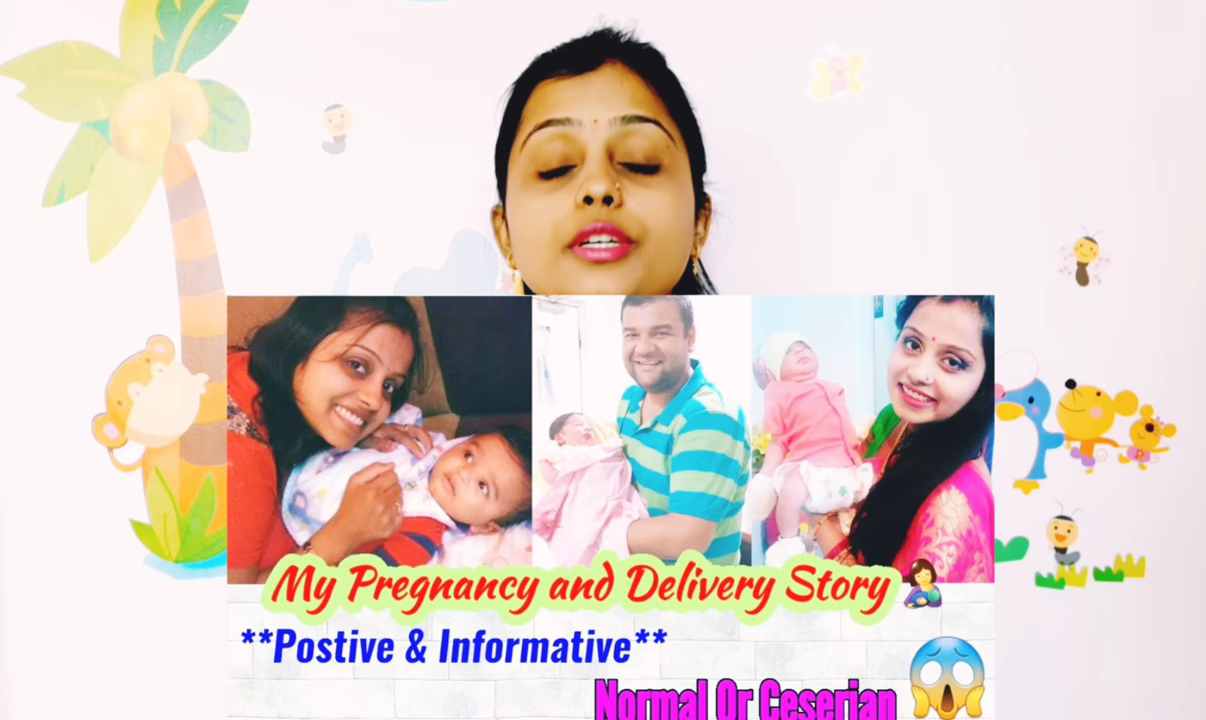 My Pregnancy and Delivery Story
**Postive & Informative**
Normal Or Ceserian